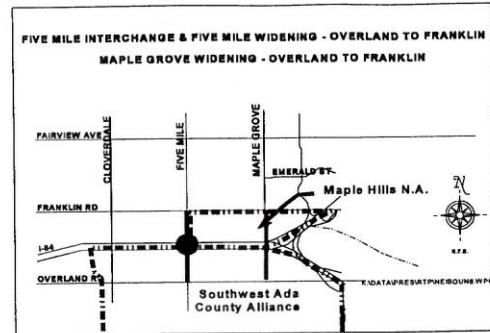 FIVE MILE INTERCHANGE & FIVE MILE WIDENING - OVERLAND TO FRANKLIN
MAPLE GROVE WIDENING - OVERLAND TO FRANKLIN
CLOVERDALE
FIVE MILE
MAPLE GROVE
FAIRVIEW AVE
EMERALD ST
Maple Hills N.A.
FRANKLIN RD
N
I-84
OVERLAND RD
Southwest Ada
County Alliance